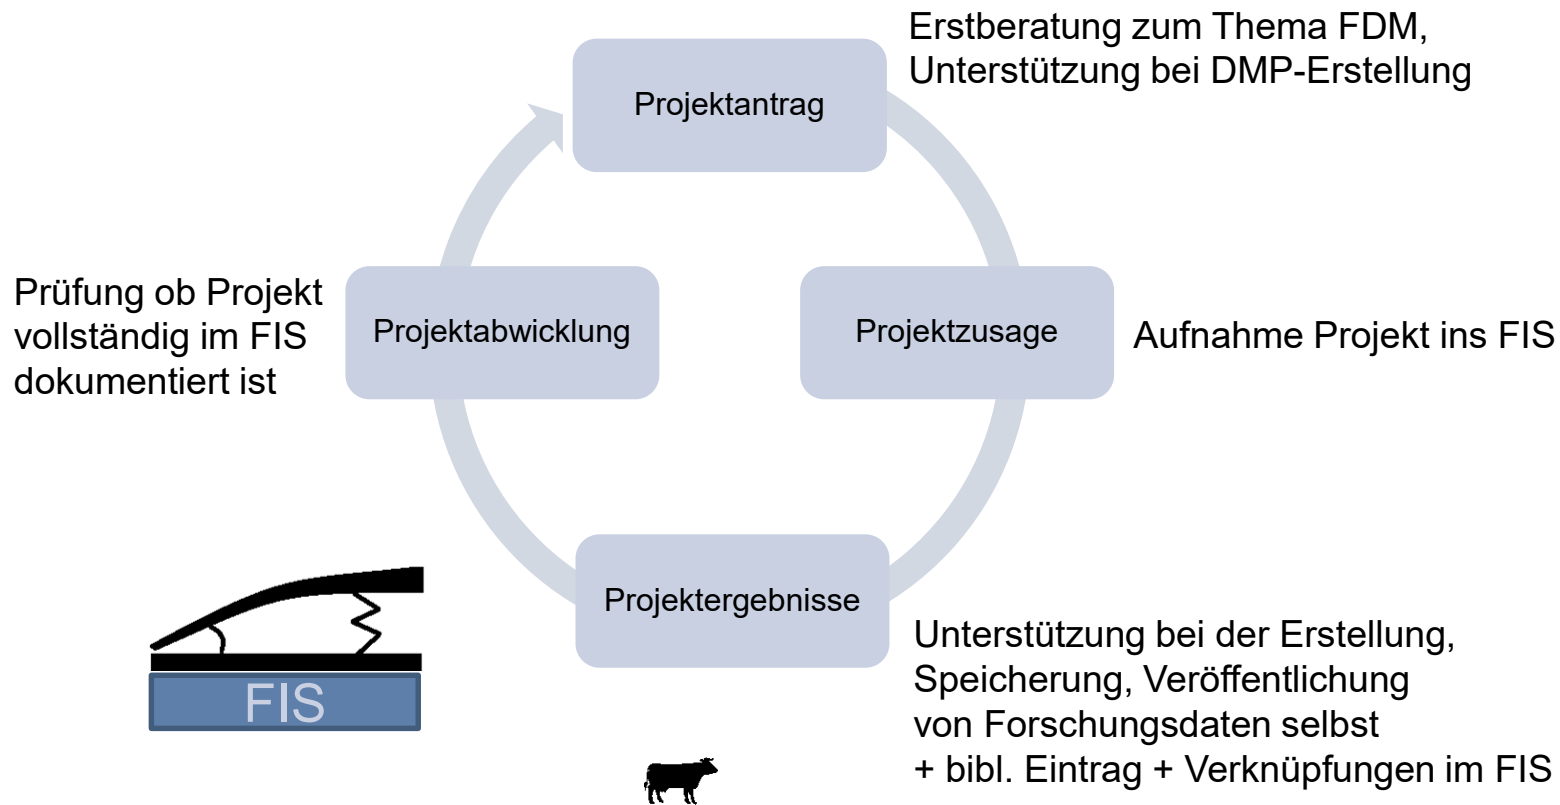 Erstberatung zum Thema FDM,
Unterstützung bei DMP-Erstellung
Projektantrag
Prüfung ob Projekt
vollständig im FIS
dokumentiert ist
Projektabwicklung
Projektzusage
Aufnahme Projekt ins FIS
Projektergebnisse
Unterstützung bei der Erstellung,
Speicherung, Veröffentlichung
von Forschungsdaten selbst
+ bibl. Eintrag + Verknüpfungen im FIS
FIS